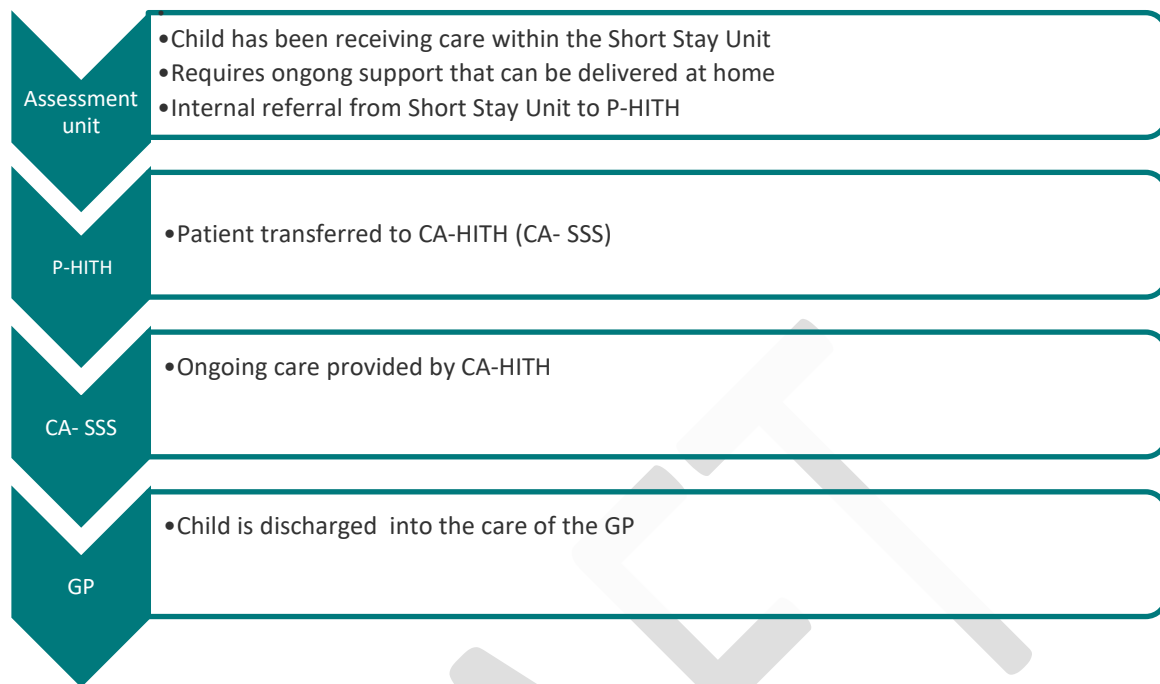 •
Assessment
unit
•Child has been receiving care within the Short Stay Unit
•Requires ongong support that can be delivered at home
•Internal referral from Short Stay Unit to P-HITH
P-HITH
•Patient transferred to CA-HITH (CA- SSS)
CA- SSS
•Ongoing care provided by CA-HITH
GP
•Child is discharged  into the care of the GP